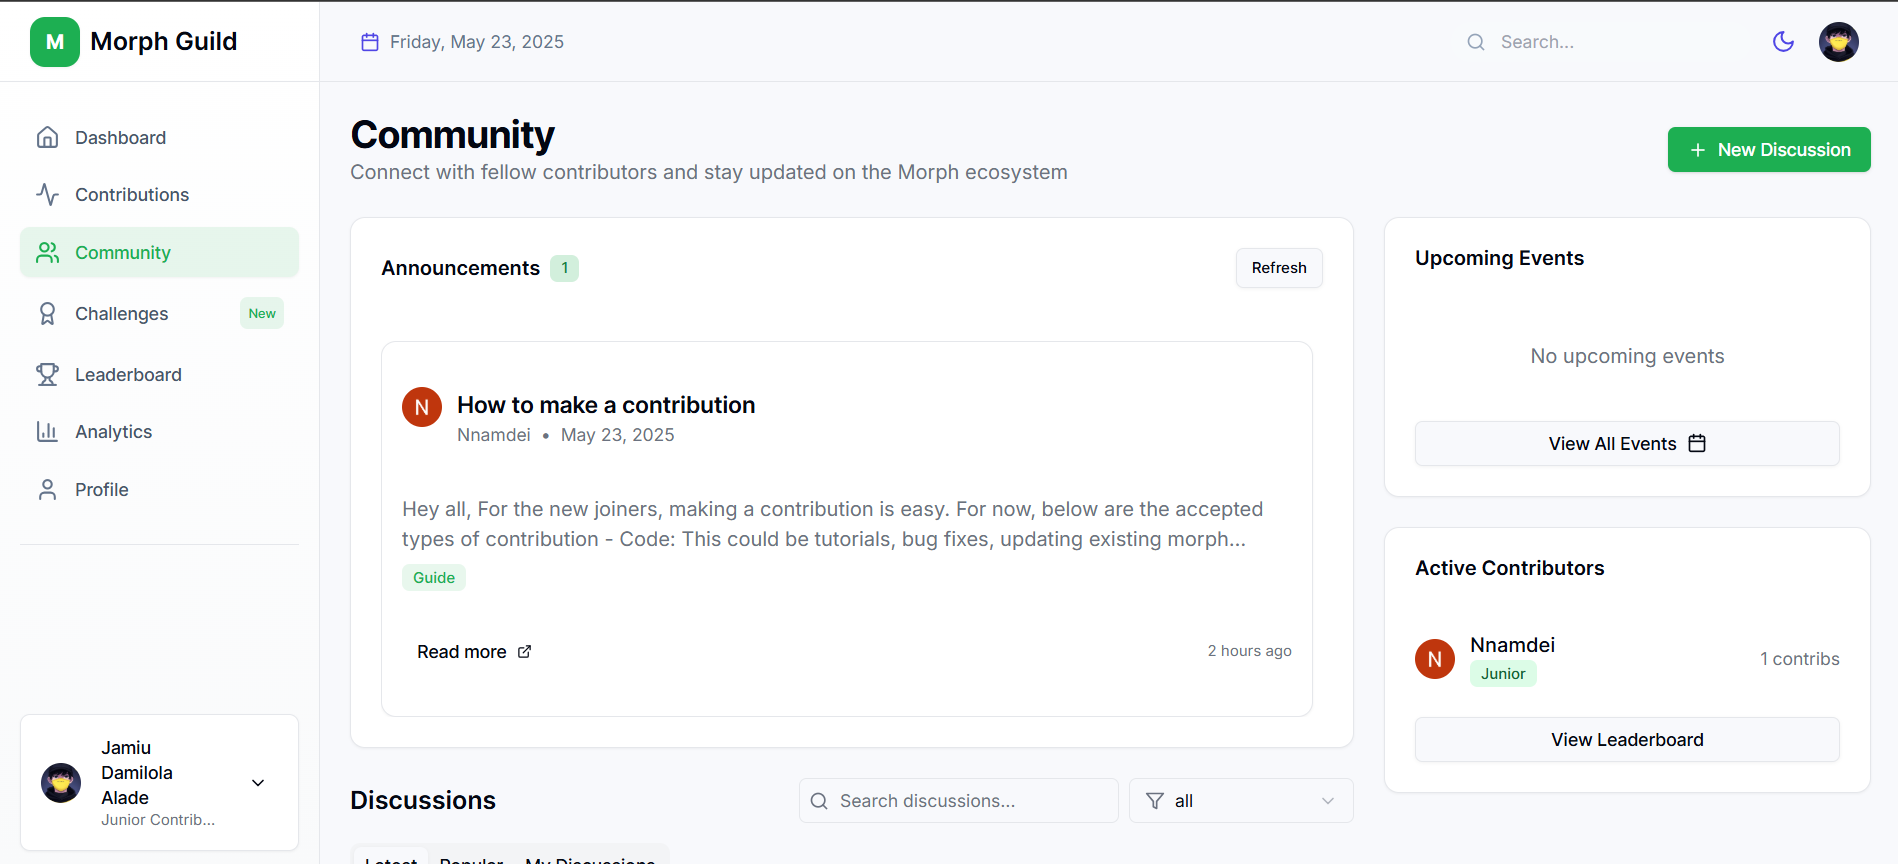 M Morph Guild
Friday, May 23, 2025
Search...
Dashboard
Contributions
Community
Challenges New
Leaderboard
Analytics
Profile
Jamiu
Damilola
Alade
Junior Contrib...
Community
Connect with fellow contributors and stay updated on the Morph ecosystem
+ New Discussion
Announcements 1
Refresh
N
How to make a contribution
Nnamdei • May 23, 2025
Hey all, For the new joiners, making a contribution is easy. For now, below are the accepted
types of contribution - Code: This could be tutorials, bug fixes, updating existing morph...
Guide
Read more
2 hours ago
Discussions
Search discussions...
all
Latest Popular My Discussions
Upcoming Events
No upcoming events
View All Events
Active Contributors
N
Nnamdei
Junior
1 contribs
View Leaderboard